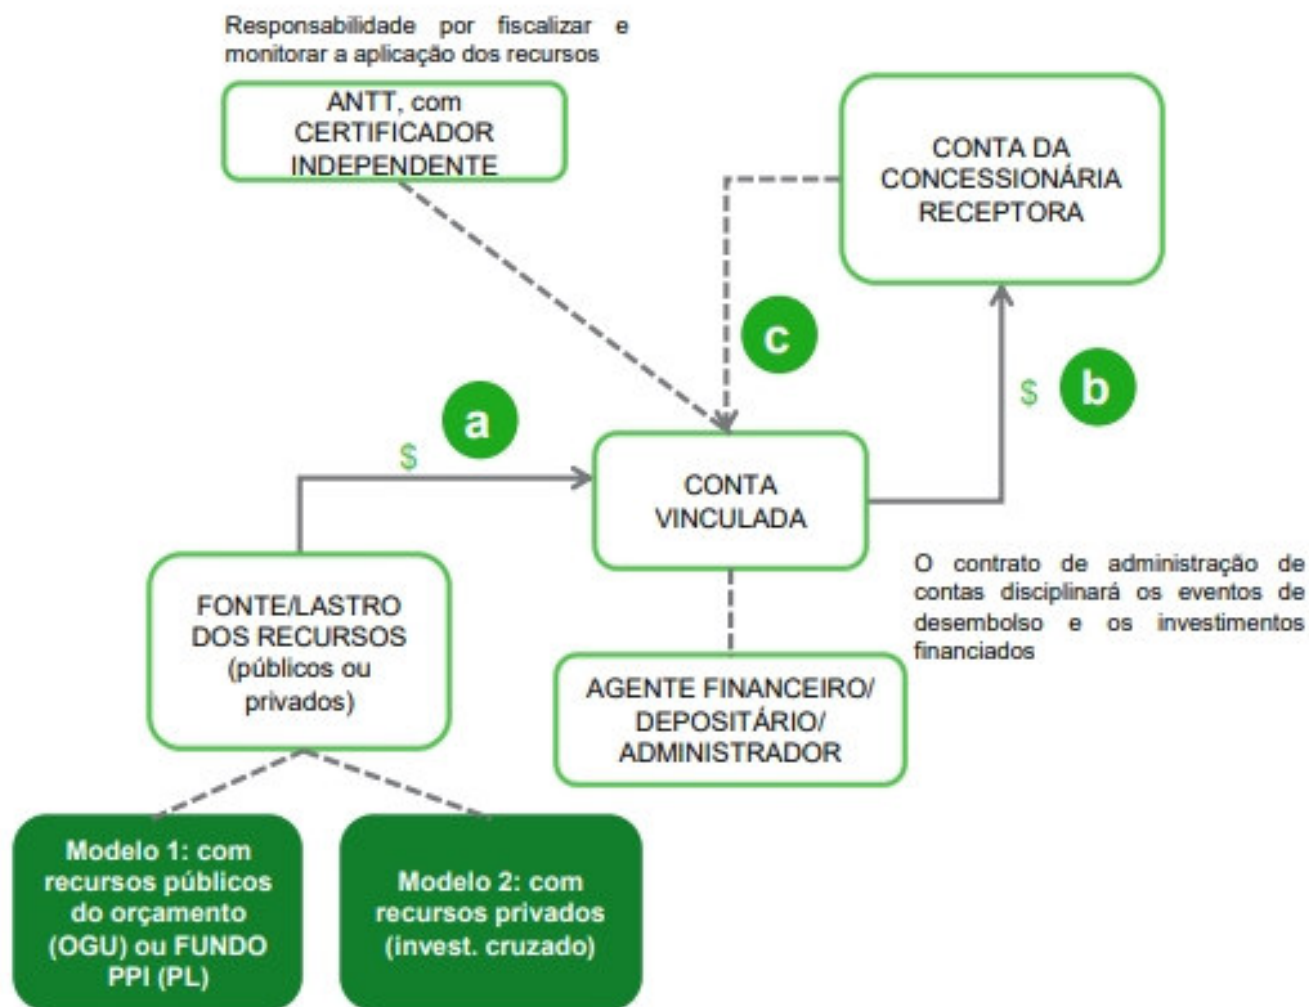 Responsabilidade por fiscalizar e
monitorar a aplicação dos recursos
ANTT, com
CERTIFICADOR
INDEPENDENTE
CONTA DA
CONCESSIONÁRIA
RECEPTORA
c
$
b
a
$
CONTA
VINCULADA
FONTE/LASTRO
DOS RECURSOS
(públicos ou
privados)
O contrato de administração de
contas disciplinará os eventos de
desembolso e os investimentos
financiados
AGENTE FINANCEIRO/
DEPOSITÁRIO/
ADMINISTRADOR
Modelo 1: com
recursos públicos
do orçamento
(OGU) ou FUNDO
PPI (PL)
Modelo 2: com
recursos privados
(invest. cruzado)